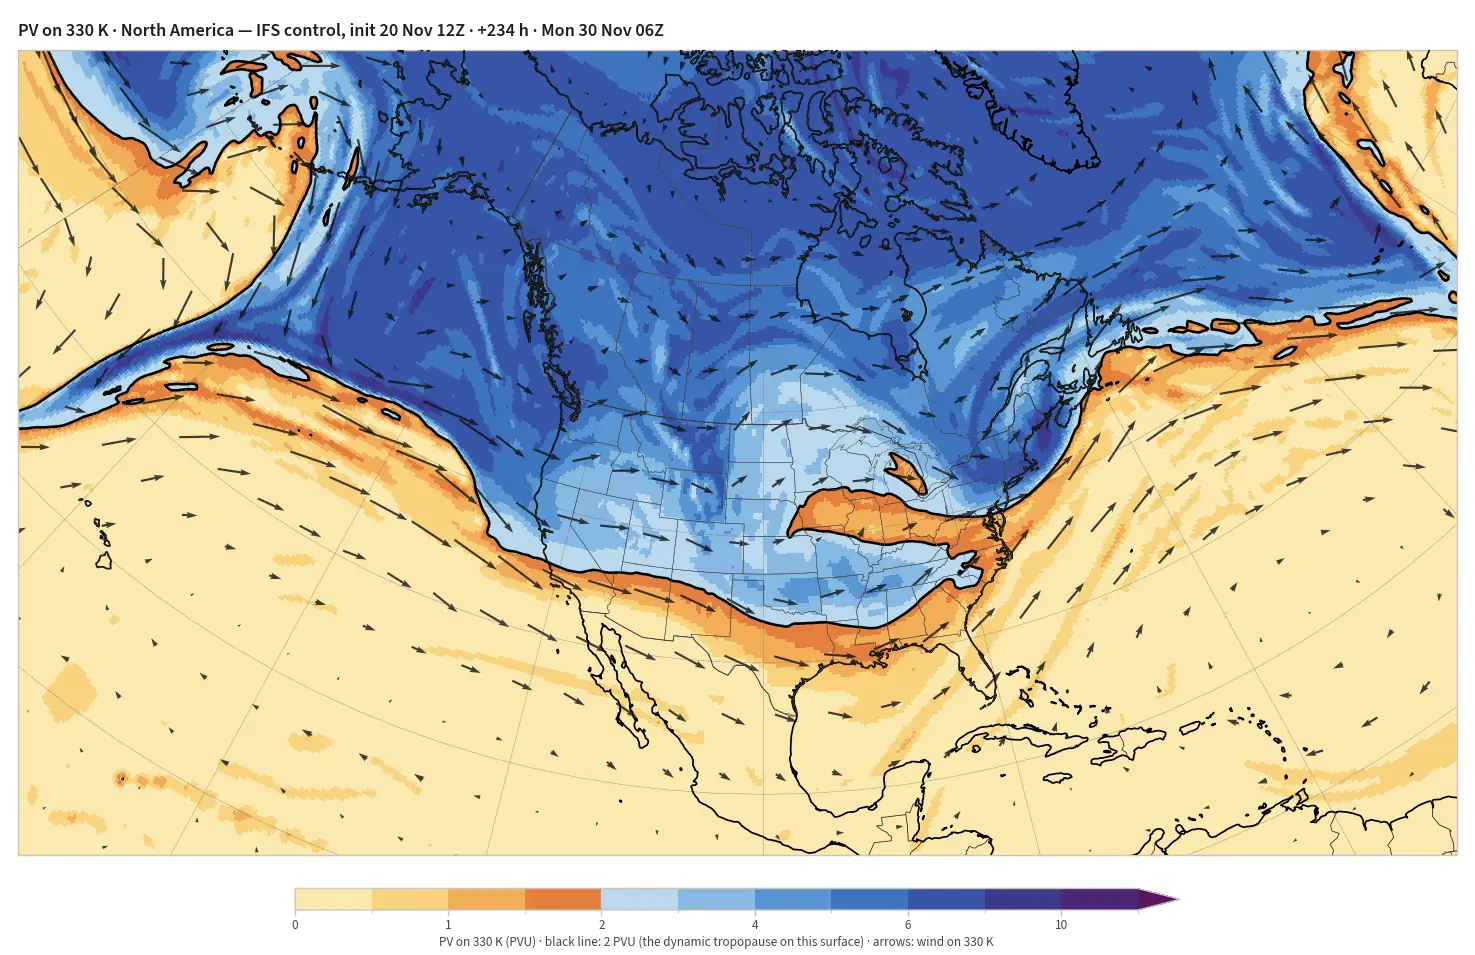 PV on 330 K · North America — IFS control, init 20 Nov 12Z · +234 h · Mon 30 Nov 06Z
0 1 2 4 6 10
PV on 330 K (PVU) · black line: 2 PVU (the dynamic tropopause on this surface) · arrows: wind on 330 K